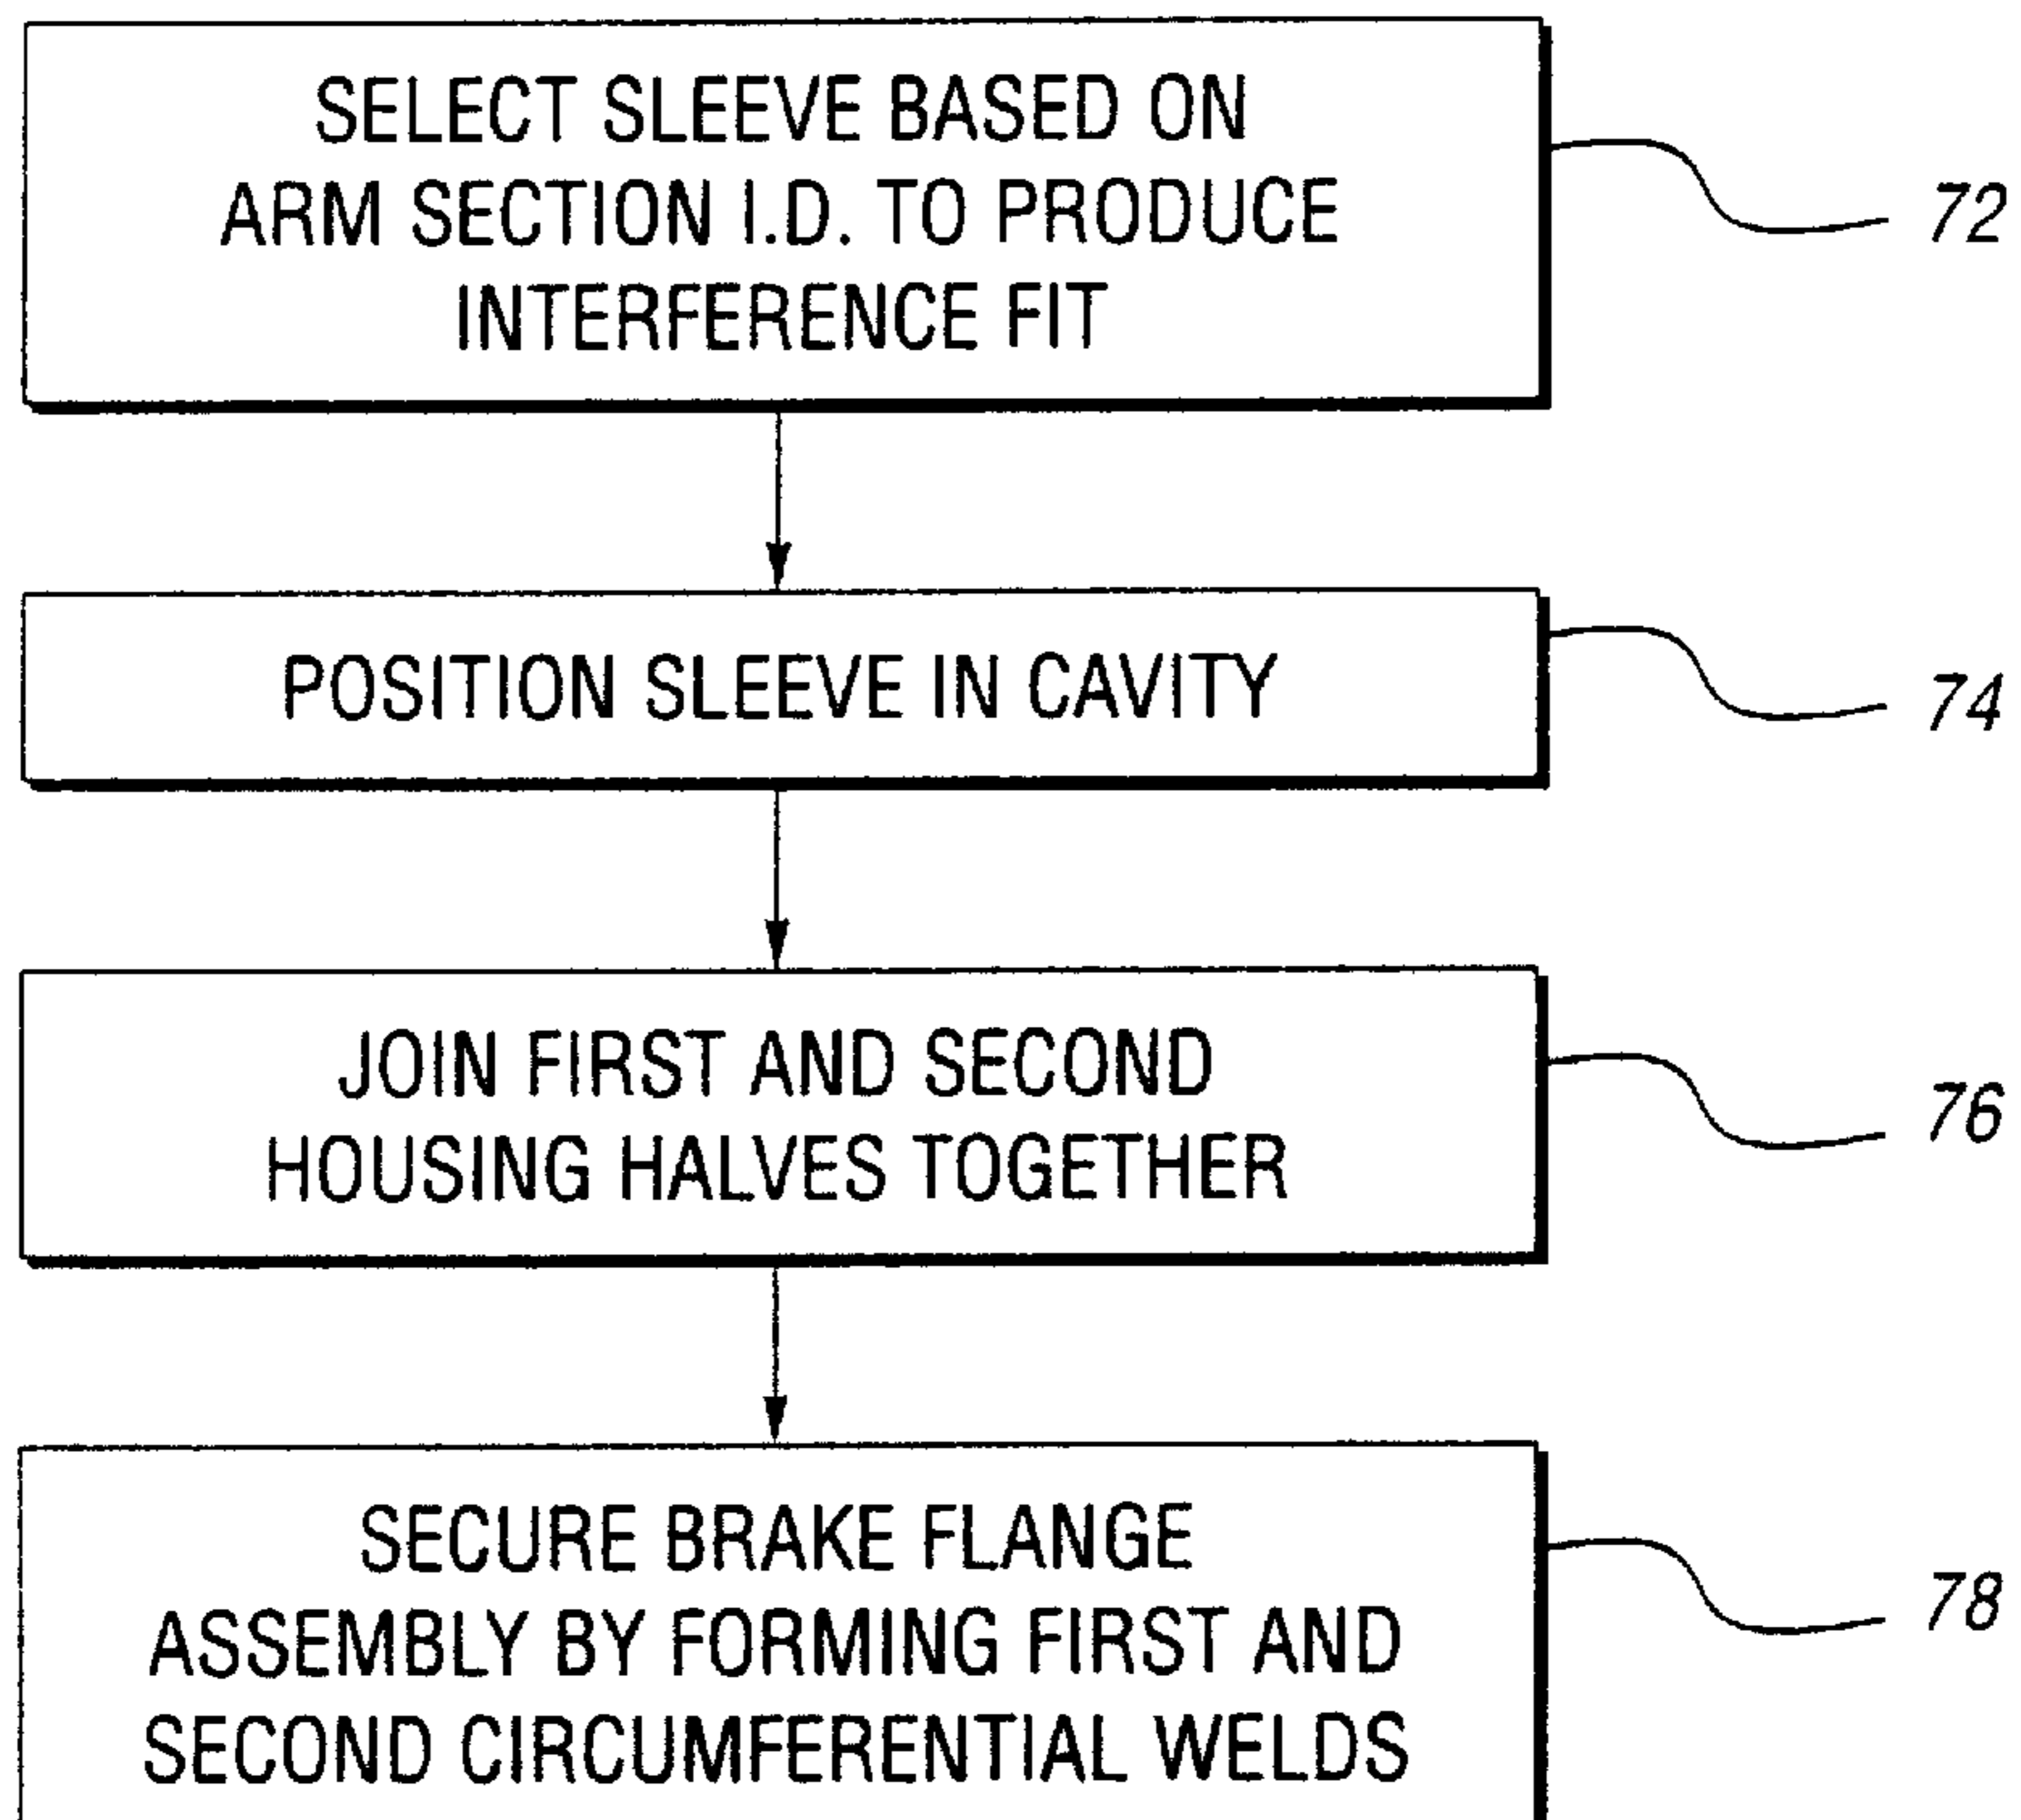 SELECT SLEEVE BASED ON
ARM SECTION I.D. TO PRODUCE
INTERFERENCE FIT
72
POSITION SLEEVE IN CAVITY
74
JOIN FIRST AND SECOND
HOUSING HALVES TOGETHER
76
SECURE BRAKE FLANGE
ASSEMBLY BY FORMING FIRST AND
SECOND CIRCUMFERENTIAL WELDS
78